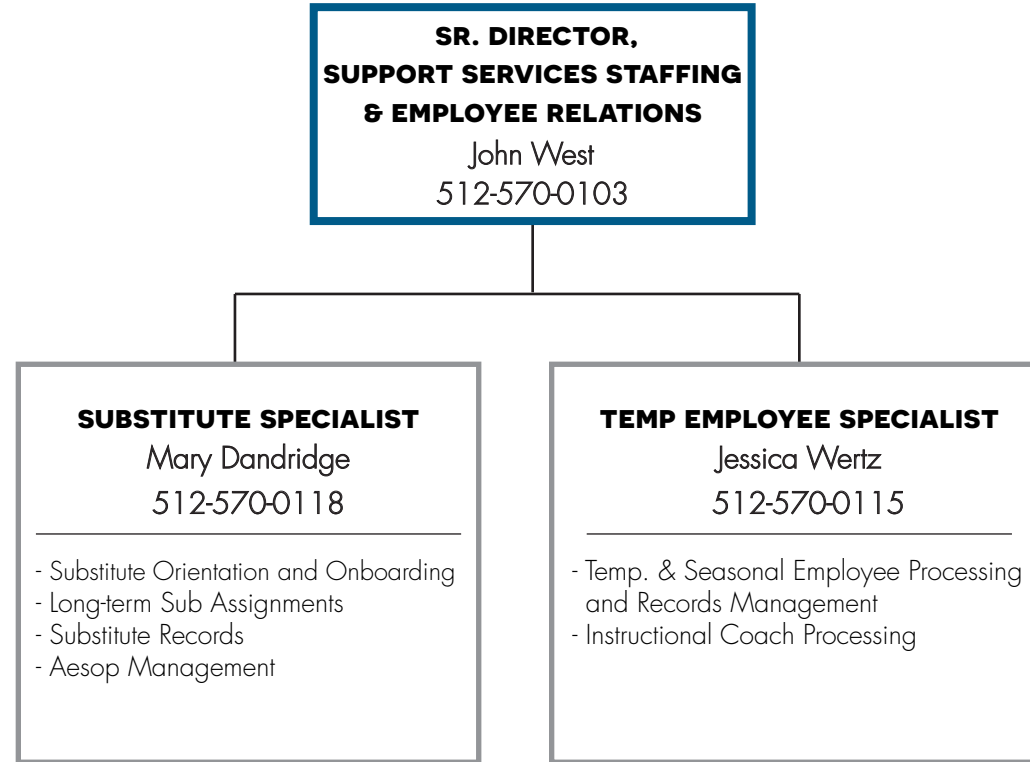 SR. DIRECTOR,
SUPPORT SERVICES STAFFING
& EMPLOYEE RELATIONS
John West
512-570-0103
SUBSTITUTE SPECIALIST
Mary Dandridge
512-570-0118
- Substitute Orientation and Onboarding
- Long-term Sub Assignments
- Substitute Records
- Aesop Management
TEMP EMPLOYEE SPECIALIST
Jessica Wertz
512-570-0115
- Temp. & Seasonal Employee Processing
and Records Management
- Instructional Coach Processing